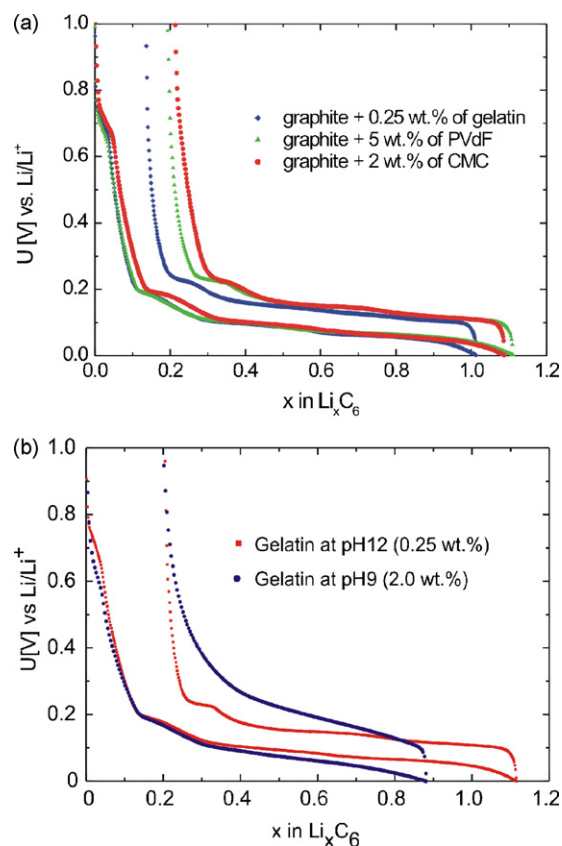 (a)
1.0
0.8
0.6
0.4
0.2
0.0
U [V] vs. Li/Li⁺
graphite + 0.25 wt.% of gelatin
graphite + 5 wt.% of PVdF
graphite + 2 wt.% of CMC
0.0 0.2 0.4 0.6 0.8 1.0 1.2
x in LiₓC₆
(b)
1.0
0.8
0.6
0.4
0.2
0
U[V] vs Li/Li⁺
Gelatin at pH12 (0.25 wt.%)
Gelatin at pH9 (2.0 wt.%)
0 0.2 0.4 0.6 0.8 1.0 1.2
x in LiₓC₆